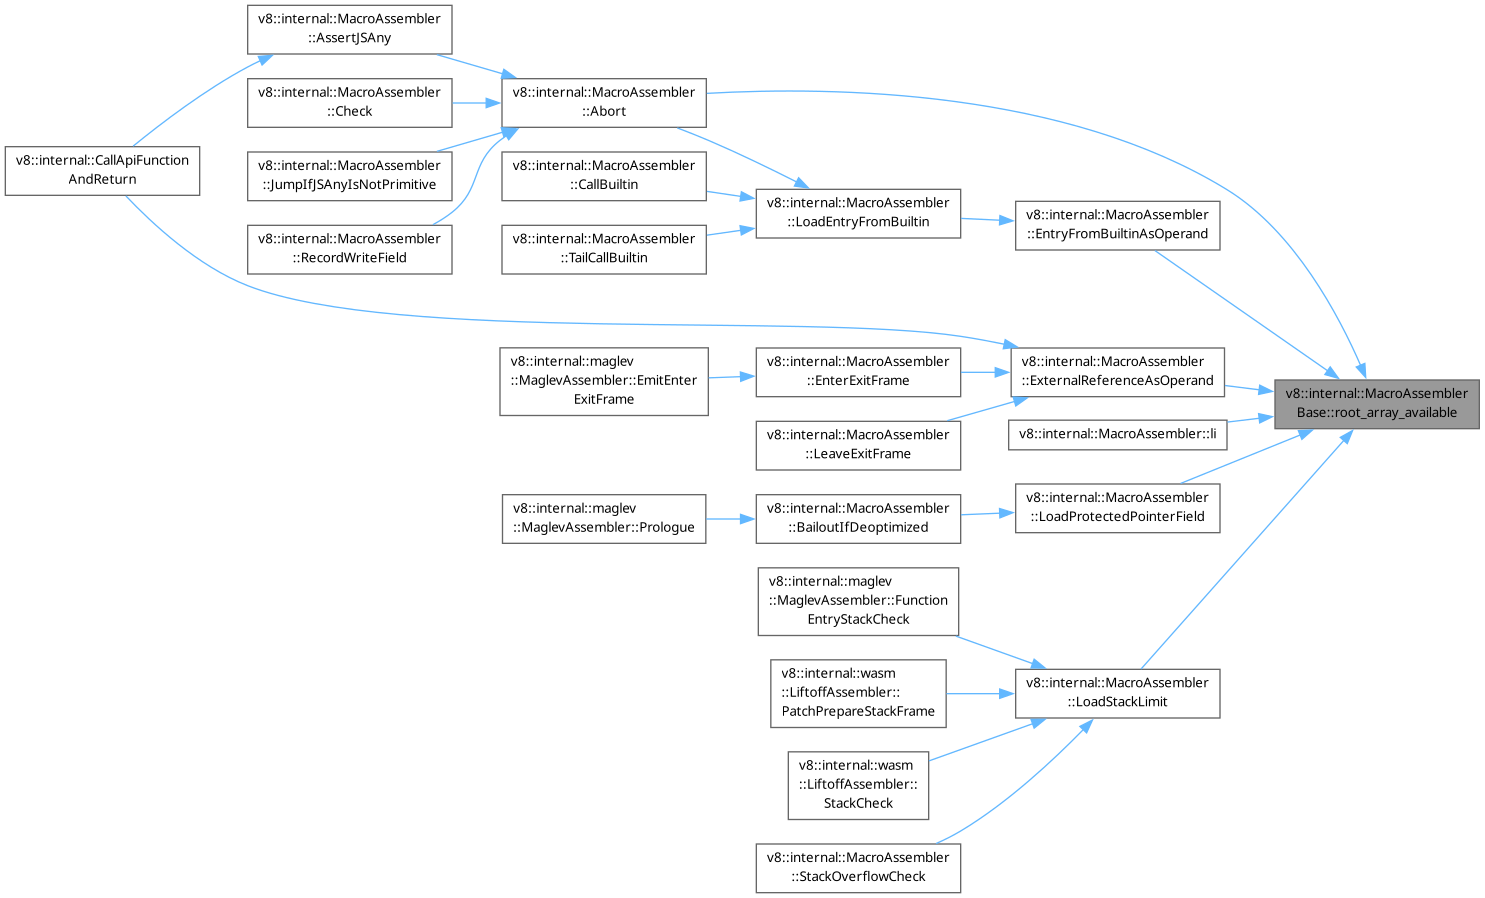 v8::internal::MacroAssembler
::AssertJSAny
v8::internal::MacroAssembler
::Check
v8::internal::MacroAssembler
::Abort
v8::internal::CallApiFunction
AndReturn
v8::internal::MacroAssembler
::JumpIfJSAnyIsNotPrimitive
v8::internal::MacroAssembler
::CallBuiltin
v8::internal::MacroAssembler
::LoadEntryFromBuiltin
v8::internal::MacroAssembler
::EntryFromBuiltinAsOperand
v8::internal::MacroAssembler
::RecordWriteField
v8::internal::MacroAssembler
::TailCallBuiltin
v8::internal::maglev
::MaglevAssembler::EmitEnter
ExitFrame
v8::internal::MacroAssembler
::EnterExitFrame
v8::internal::MacroAssembler
::ExternalReferenceAsOperand
v8::internal::MacroAssembler
Base::root_array_available
v8::internal::MacroAssembler
::LeaveExitFrame
v8::internal::MacroAssembler::li
v8::internal::maglev
::MaglevAssembler::Prologue
v8::internal::MacroAssembler
::BailoutIfDeoptimized
v8::internal::MacroAssembler
::LoadProtectedPointerField
v8::internal::maglev
::MaglevAssembler::Function
EntryStackCheck
v8::internal::wasm
::LiftoffAssembler::
PatchPrepareStackFrame
v8::internal::MacroAssembler
::LoadStackLimit
v8::internal::wasm
::LiftoffAssembler::
StackCheck
v8::internal::MacroAssembler
::StackOverflowCheck